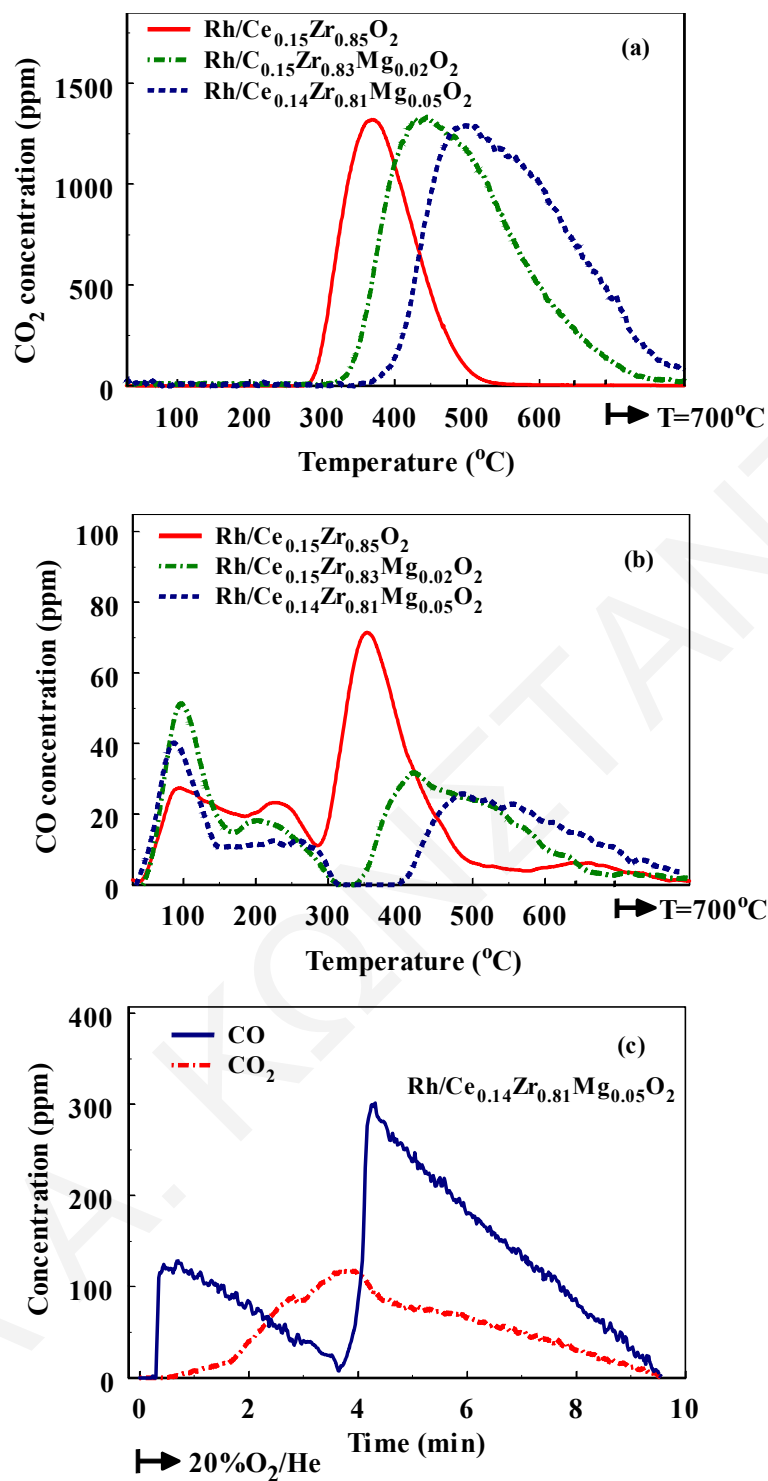 Rh/Ce0.15Zr0.85O2
Rh/C0.15Zr0.83Mg0.02O2
Rh/Ce0.14Zr0.81Mg0.05O2
(a)
CO2 concentration (ppm)
1500
1000
500
0
100 200 300 400 500 600
T=700°C
Temperature (°C)
Rh/Ce0.15Zr0.85O2
Rh/Ce0.15Zr0.83Mg0.02O2
Rh/Ce0.14Zr0.81Mg0.05O2
(b)
CO concentration (ppm)
100
80
60
40
20
0
100 200 300 400 500 600
T=700°C
Temperature (°C)
CO
CO2
(c)
Rh/Ce0.14Zr0.81Mg0.05O2
Concentration (ppm)
400
300
200
100
0
0 2 4 6 8 10
Time (min)
20%O2/He
Α. ΚΩΝΣΤΑΝΤ